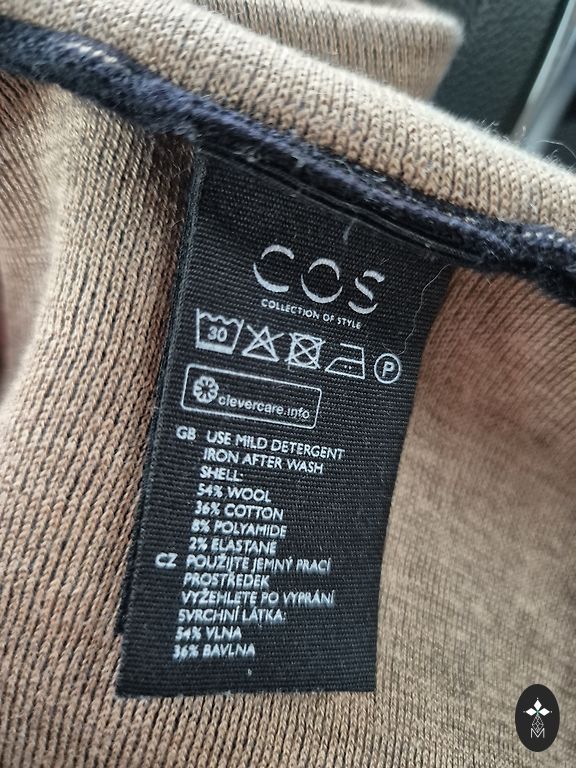 COS
COLLECTION OF STYLE
30
P
clevercare.info
GB USE MILD DETERGENT
IRON AFTER WASH
SHELL:
54% WOOL
36% COTTON
8% POLYAMIDE
2% ELASTANE
CZ POUŽIJTE JEMNÝ PRACÍ
PROSTŘEDEK
VYŽEHLETE PO VYPRÁNÍ
SVRCHNÍ LÁTKA:
54% VLNA
36% BAVLNA
M